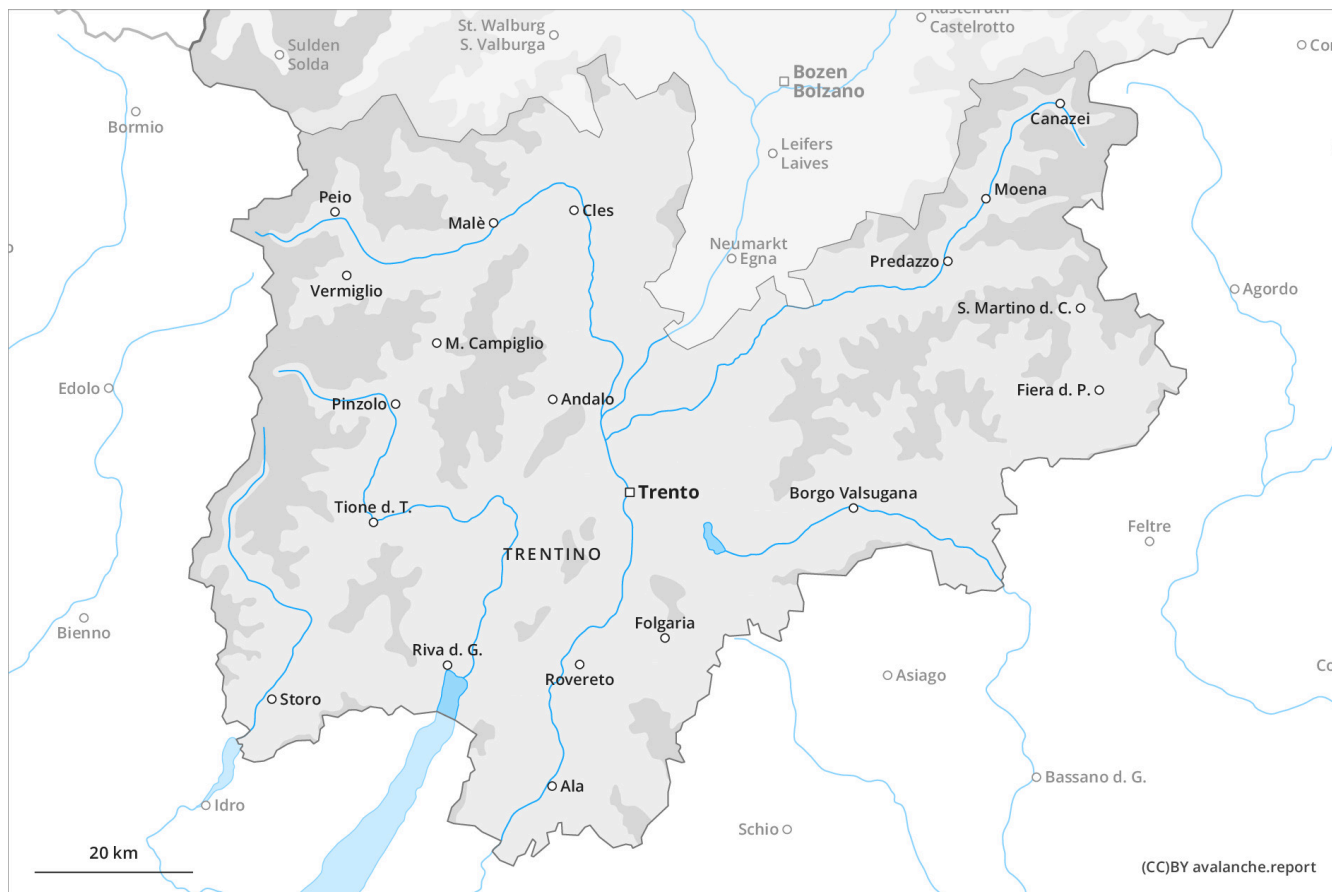 Kastelruth
Castelrotto
St. Walburg
S. Valburga
Sulden
Solda
Bozen
Bolzano
Bormio
Canazei
Leifers
Laives
Moena
Peio
Malè
Cles
Neumarkt
Egna
Predazzo
Vermiglio
Agordo
S. Martino d. C.
M. Campiglio
Edolo
Fiera d. P.
Pinzolo
Andalo
Trento
Borgo Valsugana
Tione d. T.
Feltre
TRENTINO
Bienno
Folgaria
Riva d. G.
Rovereto
Asiago
Storo
Bassano d. G.
Ala
Idro
Schio
20 km
(CC)BY avalanche.report